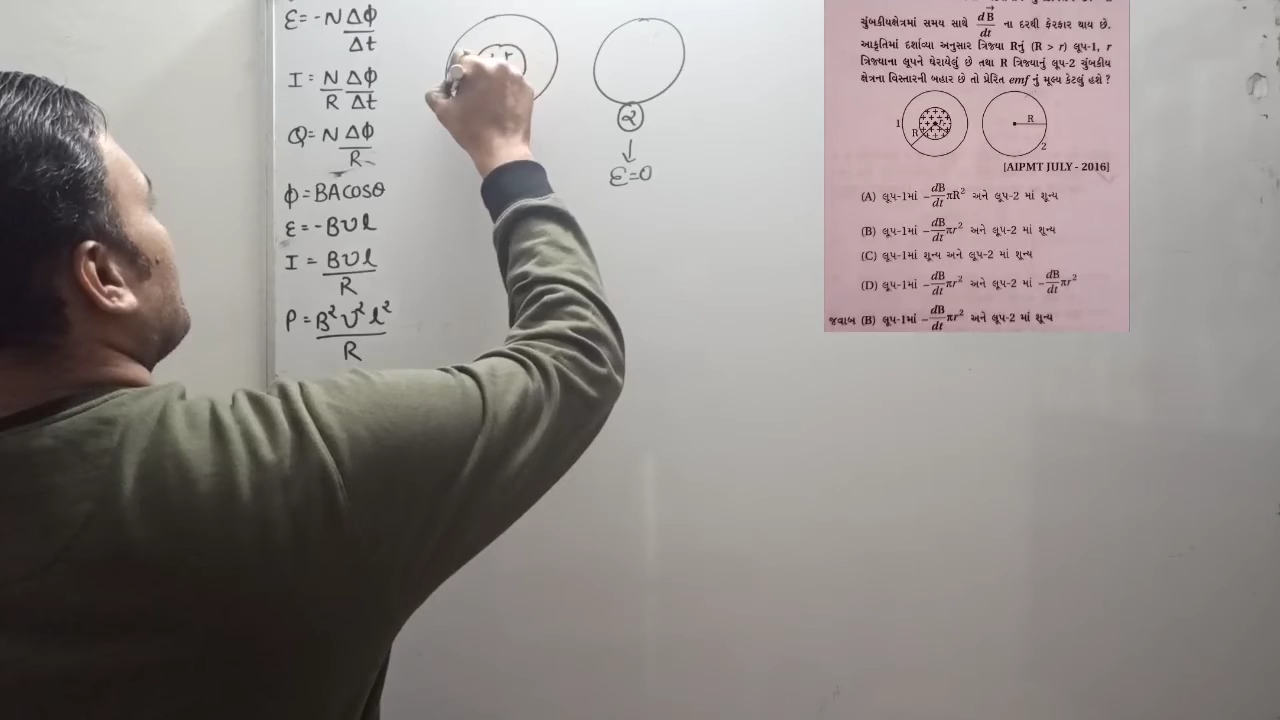 ε = -N Δϕ/Δt
I = N/R Δϕ/Δt
Q = N Δϕ/R
ϕ = BA cosθ
ε = -Bvl
I = Bvl/R
P = B²v²l²/R
r
2
↓
ε=0
ચુંબકીયક્ષેત્રમાં સમય સાથે dB⃗/dt ના દરથી ફેરફાર થાય છે.
આકૃતિમાં દર્શાવ્યા અનુસાર ત્રિજ્યા Rનું (R > r) લૂપ-1, r
ત્રિજ્યાના લૂપને ઘેરાયેલું છે તથા R ત્રિજ્યાનું લૂપ-2 ચુંબકીય
ક્ષેત્રના વિસ્તારની બહાર છે તો પ્રેરિત emf નું મૂલ્ય કેટલું હશે ?
1 R r R 2
[AIPMT JULY - 2016]
(A) લૂપ-1માં -dB/dt πR² અને લૂપ-2 માં શૂન્ય
(B) લૂપ-1માં -dB/dt πr² અને લૂપ-2 માં શૂન્ય
(C) લૂપ-1માં શૂન્ય અને લૂપ-2 માં શૂન્ય
(D) લૂપ-1માં -dB/dt πr² અને લૂપ-2 માં -dB/dt πr²
જવાબ (B) લૂપ-1માં -dB/dt πr² અને લૂપ-2 માં શૂન્ય